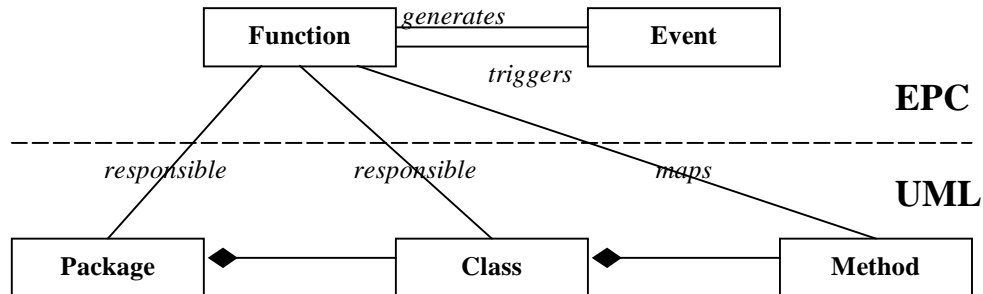 generates
Function
Event
triggers
EPC
responsible
responsible
maps
UML
Package
Class
Method